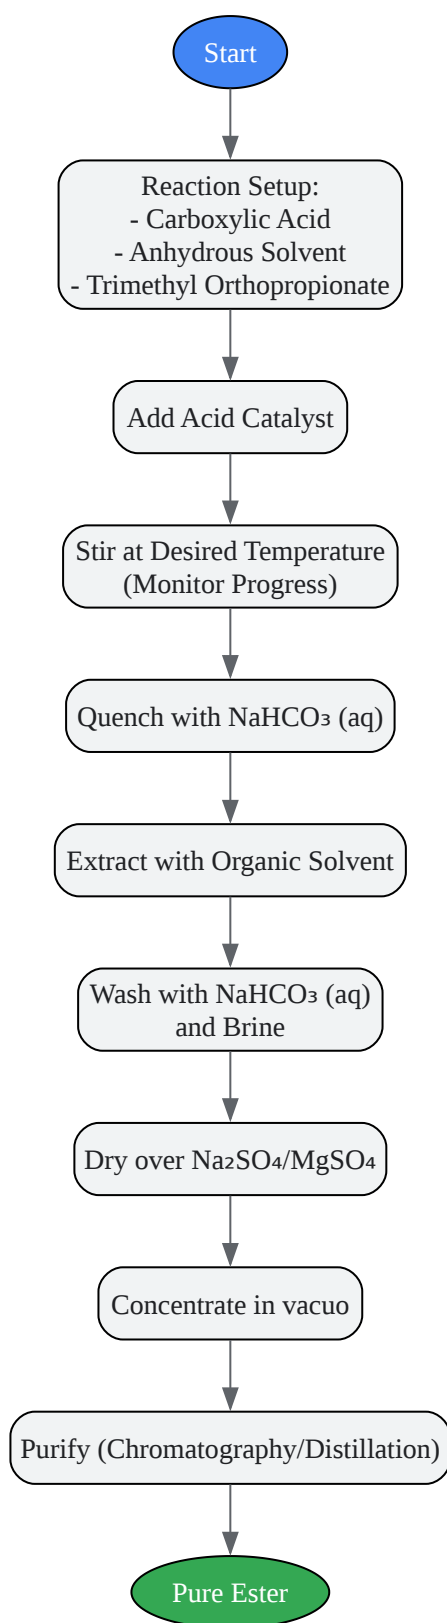 Start
Reaction Setup:
- Carboxylic Acid
- Anhydrous Solvent
- Trimethyl Orthopropionate
Add Acid Catalyst
Stir at Desired Temperature
(Monitor Progress)
Quench with NaHCO₃ (aq)
Extract with Organic Solvent
Wash with NaHCO₃ (aq)
and Brine
Dry over Na₂SO₄/MgSO₄
Concentrate in vacuo
Purify (Chromatography/Distillation)
Pure Ester